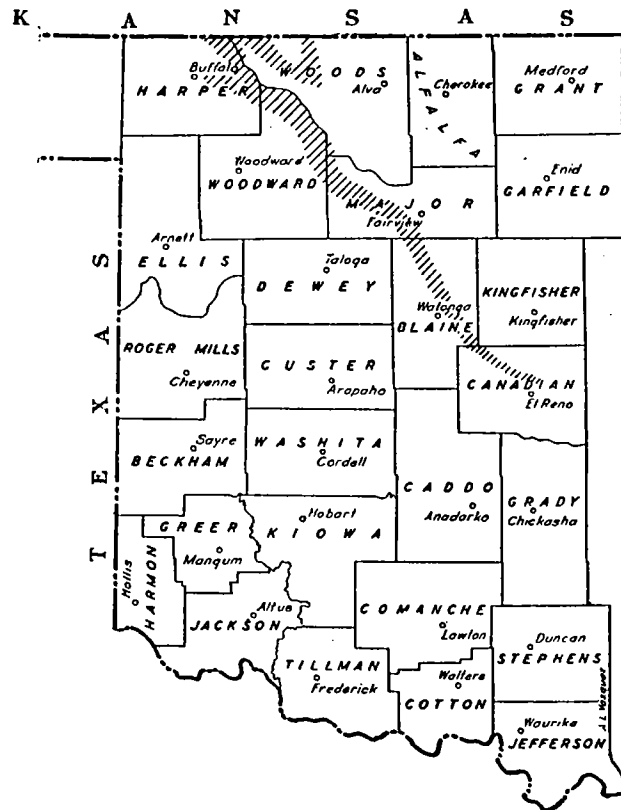 K A N S A S
Buffalo
HARPER
WOODS
Alva
ALFALFA
Cherokee
Medford
GRANT
Woodward
WOODWARD
Enid
GARFIELD
MAJOR
Fairview
TEXAS
Arnett
ELLIS
Taloga
DEWEY
Watonga
BLAINE
KINGFISHER
Kingfisher
ROGER MILLS
Cheyenne
CUSTER
Arapaho
CANADIAN
El Reno
Sayre
BECKHAM
WASHITA
Cordell
CADDO
Anadarko
GRADY
Chickasha
GREER
Mangum
Hobart
KIOWA
Hollis
HARMON
Altus
JACKSON
COMANCHE
Lawton
Duncan
STEPHENS
TILLMAN
Frederick
Walters
COTTON
Waurika
JEFFERSON
J. L. Vosquez